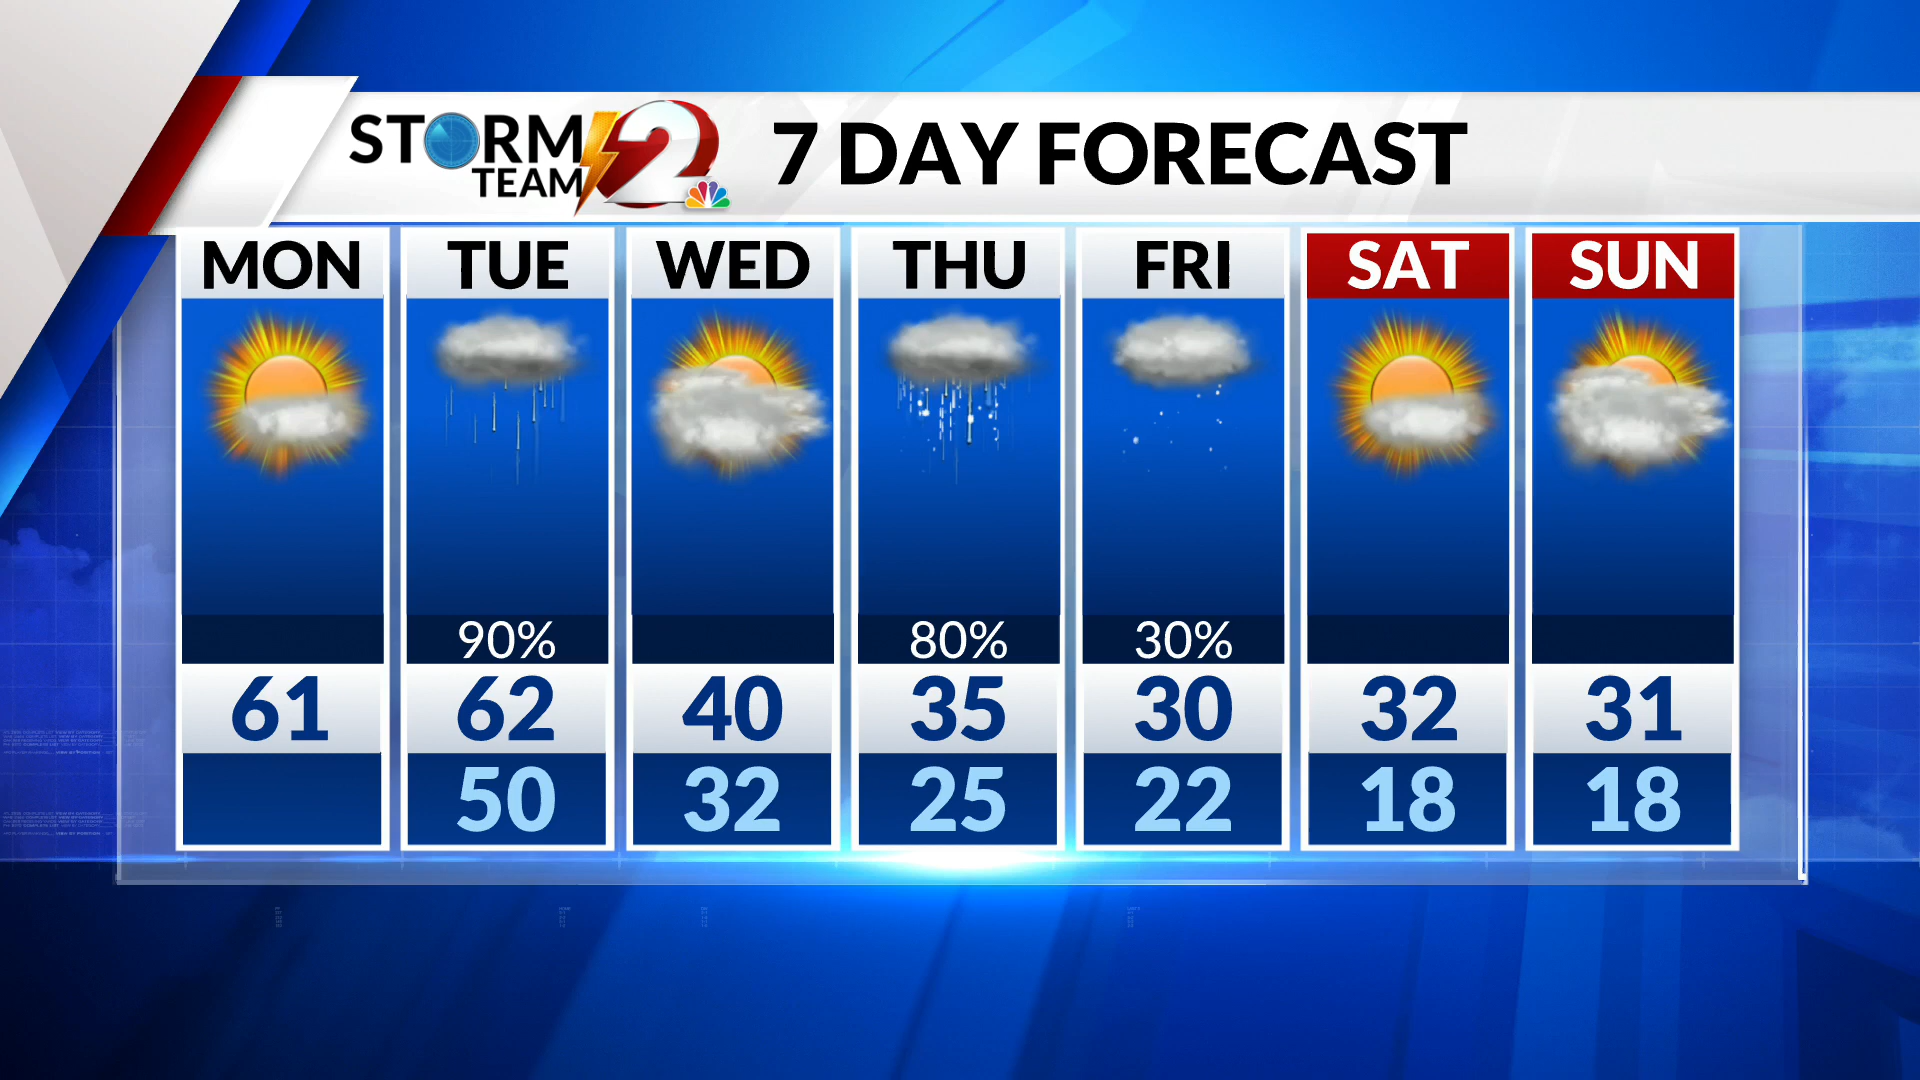 STORM
TEAM
2
7 DAY FORECAST
MON TUE WED THU FRI SAT SUN
90% 80% 30%
61 62 40 35 30 32 31
50 32 25 22 18 18